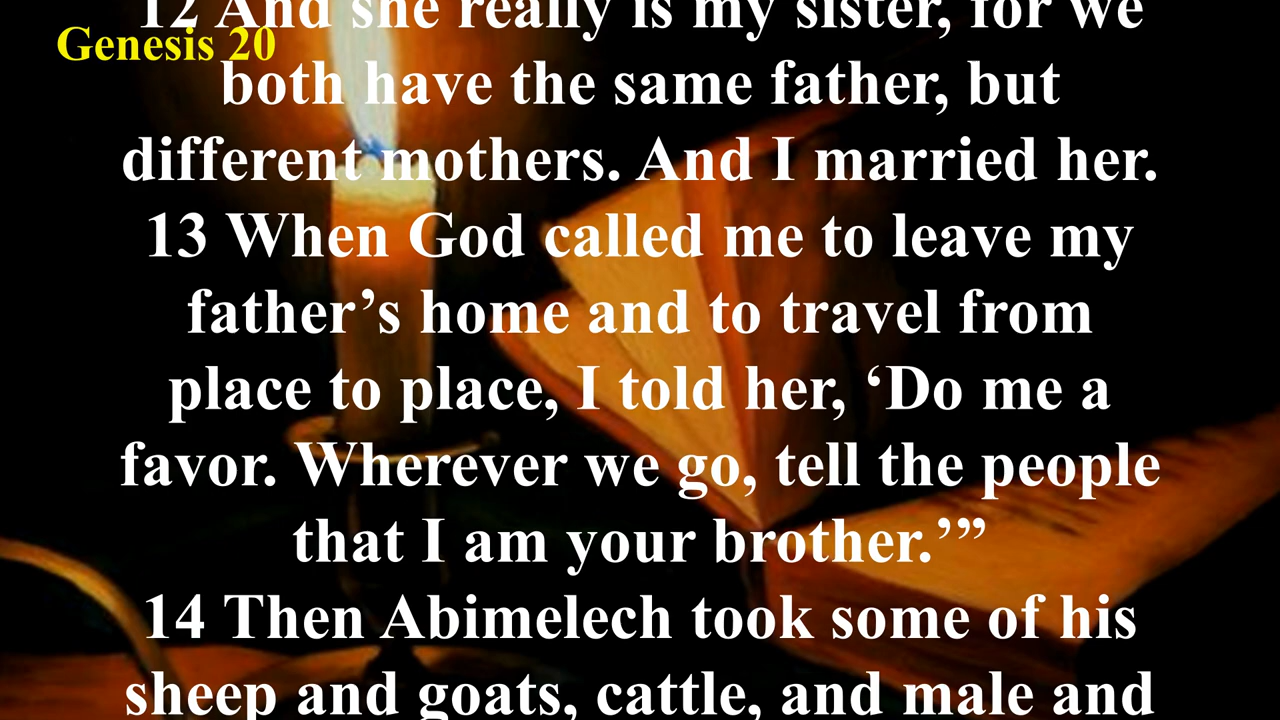 12 And she really is my sister, for we
Genesis 20
both have the same father, but
different mothers. And I married her.
13 When God called me to leave my
father’s home and to travel from
place to place, I told her, ‘Do me a
favor. Wherever we go, tell the people
that I am your brother.’”
14 Then Abimelech took some of his
sheep and goats, cattle, and male and